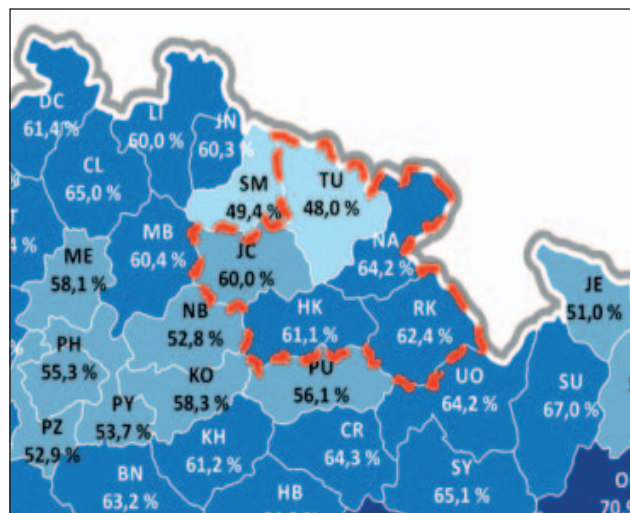 DC
61,4 %
LI
60,0 %
JN
60,3 %
CL
65,0 %
SM
49,4 %
TU
48,0 %
MB
60,4 %
JC
60,0 %
NA
64,2 %
ME
58,1 %
JE
51,0 %
NB
52,8 %
HK
61,1 %
RK
62,4 %
PH
55,3 %
KO
58,3 %
PU
56,1 %
UO
64,2 %
SU
67,0 %
PZ
52,9 %
PY
53,7 %
KH
61,2 %
CR
64,3 %
BN
63,2 %
HB
SY
65,1 %
O
70,9